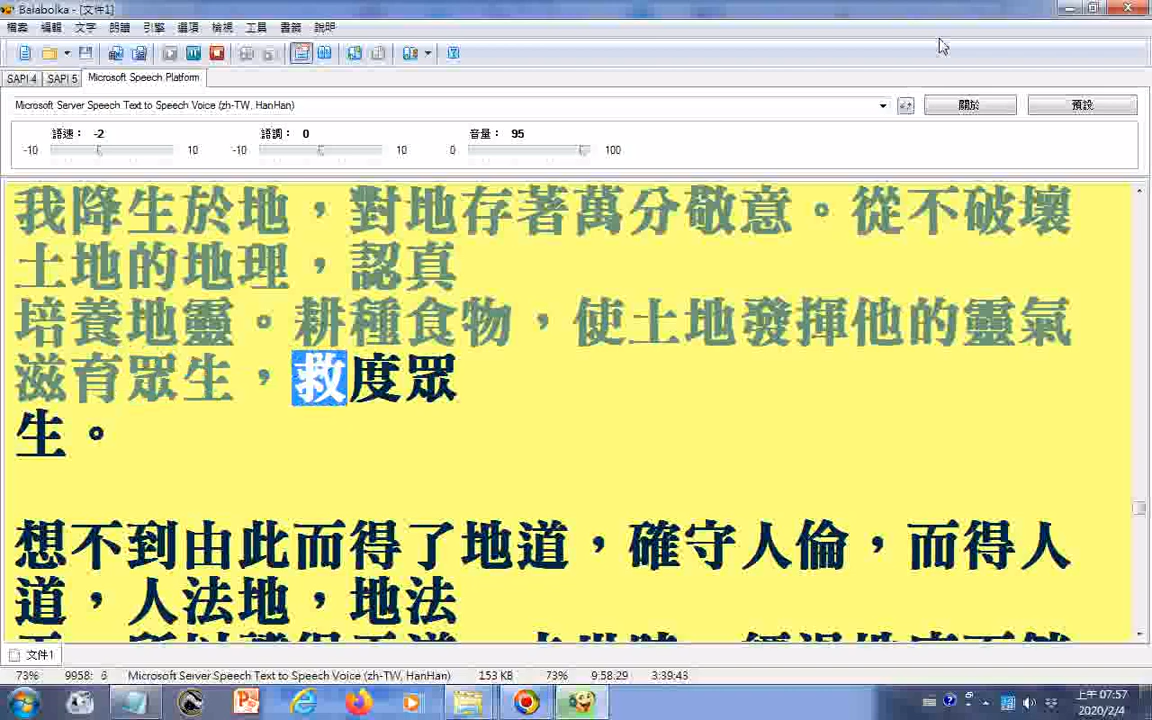 Balabolka - [文件1]
檔案 編輯 文字 朗讀 引擎 選項 檢視 工具 書籤 說明
SAPI 4 SAPI 5 Microsoft Speech Platform
Microsoft Server Speech Text to Speech Voice (zh-TW, HanHan) 關於 預設
語速： -2 語調： 0 音量： 95
-10 10 -10 10 0 100
我降生於地，對地存著萬分敬意。從不破壞
土地的地理，認真
培養地靈。耕種食物，使土地發揮他的靈氣
滋育眾生，救度眾
生。
想不到由此而得了地道，確守人倫，而得人
道，人法地，地法
文件1
73% 9958: 6 Microsoft Server Speech Text to Speech Voice (zh-TW, HanHan) 153 KB 73% 9:58:29 3:39:43
上午 07:57
2020/2/4